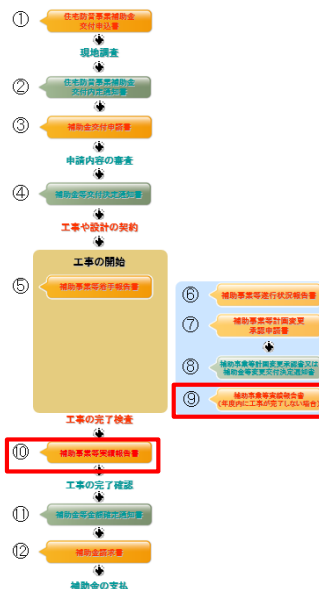 ①
住宅防音事業補助金
交付申込書
現地調査
②
住宅防音事業補助金
交付内定通知書
③
補助金交付申請書
申請内容の審査
④
補助金等交付決定通知書
工事や設計の契約
工事の開始
⑤
補助事業等着手報告書
⑥
補助事業等遂行状況報告書
⑦
補助事業等計画変更
承認申請書
⑧
補助事業等計画変更承認書又は
補助金等変更交付決定通知書
⑨
補助事業等実績報告書
(年度内に工事が完了しない場合)
工事の完了検査
⑩
補助事業等実績報告書
工事の完了確認
⑪
補助金等金額確定通知書
⑫
補助金請求書
補助金の支払